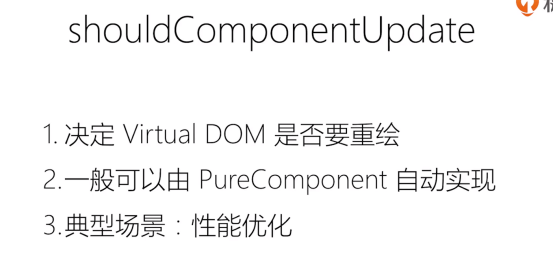 shouldComponentUpdate
1. 决定 Virtual DOM 是否要重绘
2.一般可以由 PureComponent 自动实现
3.典型场景：性能优化